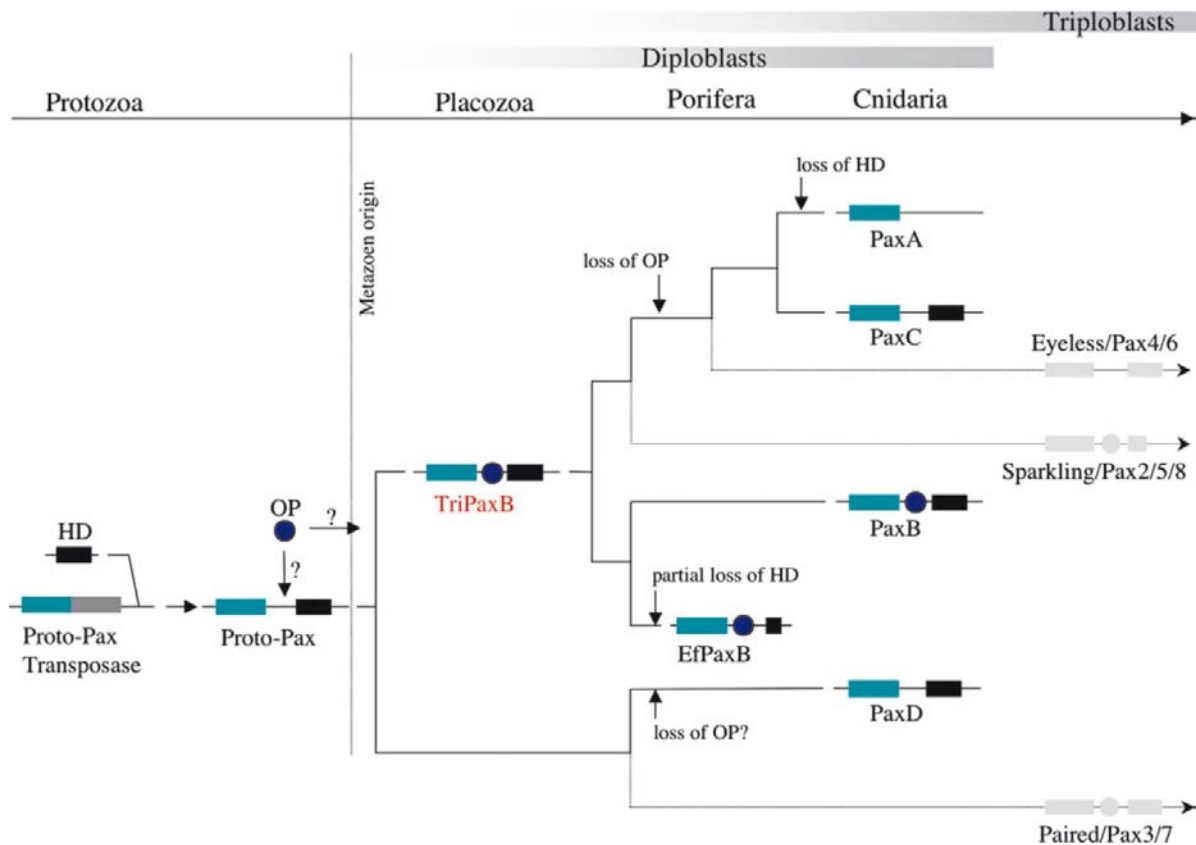 Triploblasts
Diploblasts
Protozoa
Placozoa
Porifera
Cnidaria
Metazoen origin
loss of HD
PaxA
loss of OP
PaxC
Eyeless/Pax4/6
Sparkling/Pax2/5/8
TriPaxB
PaxB
OP
?
HD
?
partial loss of HD
Proto-Pax
Transposase
Proto-Pax
EfPaxB
PaxD
loss of OP?
Paired/Pax3/7